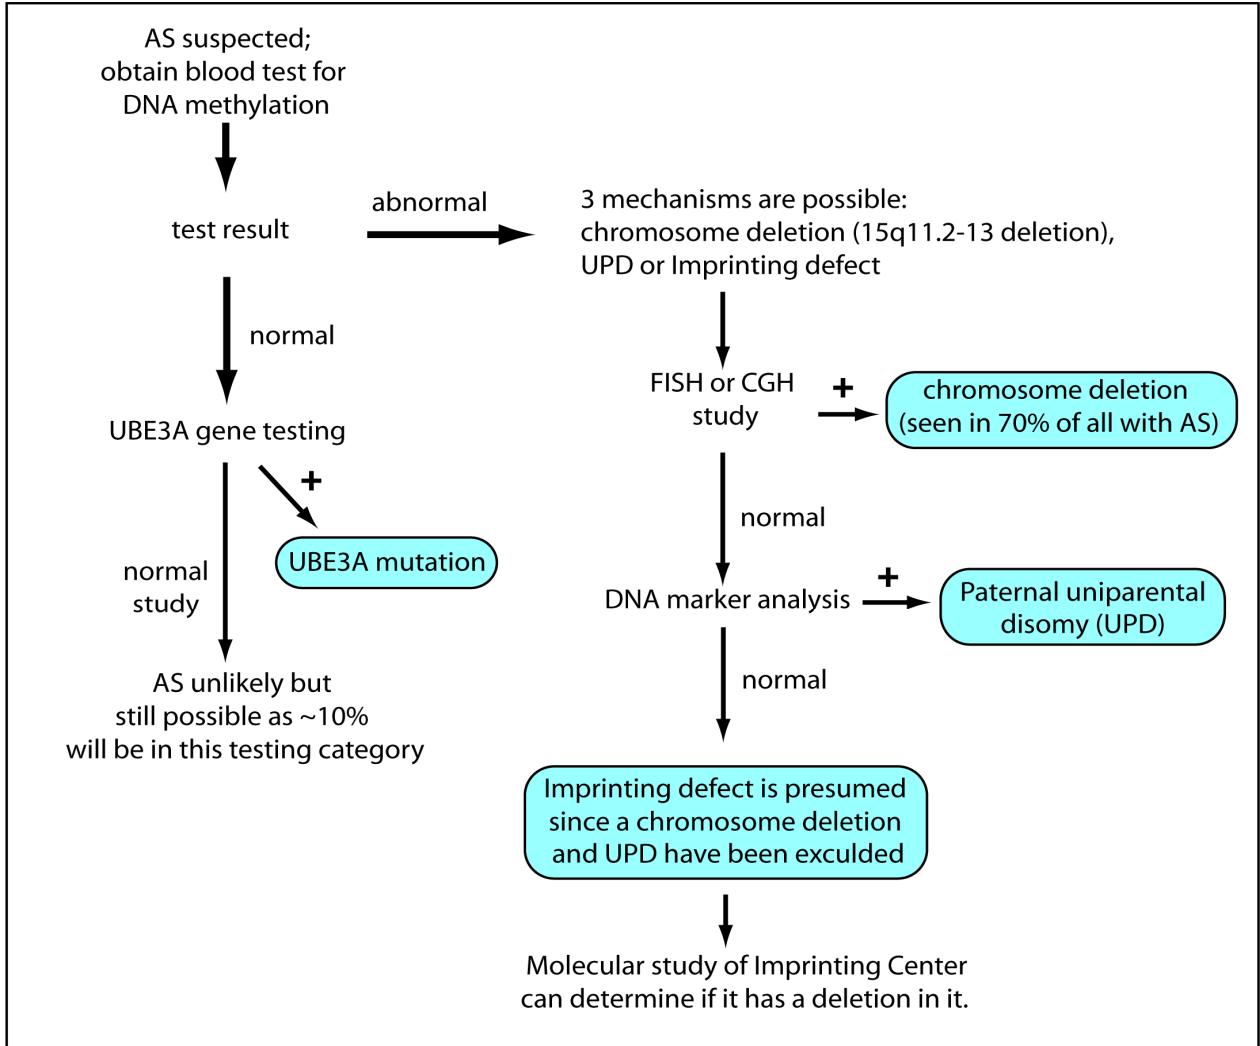 AS suspected;
obtain blood test for
DNA methylation
test result
abnormal
3 mechanisms are possible:
chromosome deletion (15q11.2-13 deletion),
UPD or Imprinting defect
normal
FISH or CGH
study
+
chromosome deletion
(seen in 70% of all with AS)
UBE3A gene testing
+
UBE3A mutation
normal
study
AS unlikely but
still possible as ~10%
will be in this testing category
normal
DNA marker analysis
+
Paternal uniparental
disomy (UPD)
normal
Imprinting defect is presumed
since a chromosome deletion
and UPD have been exculded
Molecular study of Imprinting Center
can determine if it has a deletion in it.